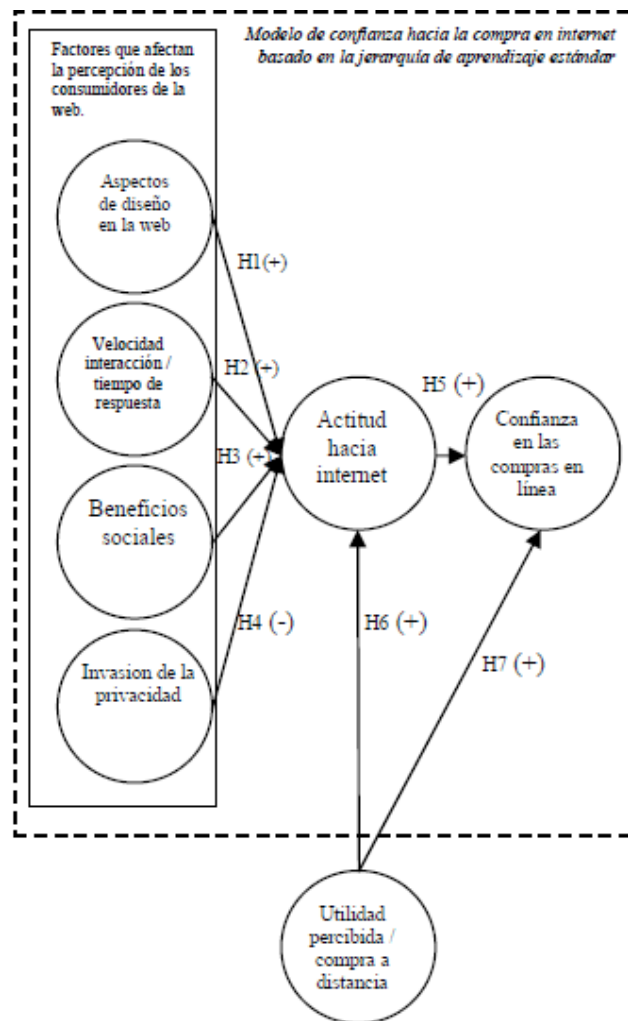 Modelo de confianza hacia la compra en internet
basado en la jerarquía de aprendizaje estándar
Factores que afectan
la percepción de los
consumidores de la
web.
Aspectos
de diseño
en la web
H1(+)
Velocidad
interacción /
tiempo de
respuesta
H2 (+)
H3 (+)
Beneficios
sociales
H4 (-)
Invasion de la
privacidad
Actitud
hacia
internet
H5 (+)
Confianza
en las
compras en
línea
H6 (+)
H7 (+)
Utilidad
percibida /
compra a
distancia